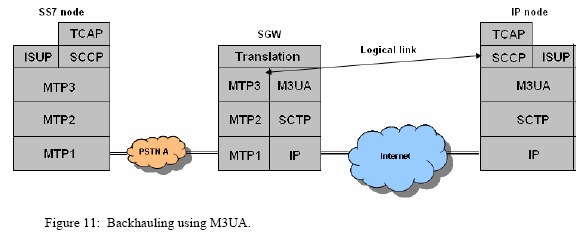 SS7 node
TCAP
ISUP SCCP
MTP3
MTP2
MTP1
PSTN A
SGW
Translation
MTP3 M3UA
MTP2 SCTP
MTP1 IP
Logical link
Internet
IP node
TCAP
SCCP ISUP
M3UA
SCTP
IP
Figure 11: Backhauling using M3UA.